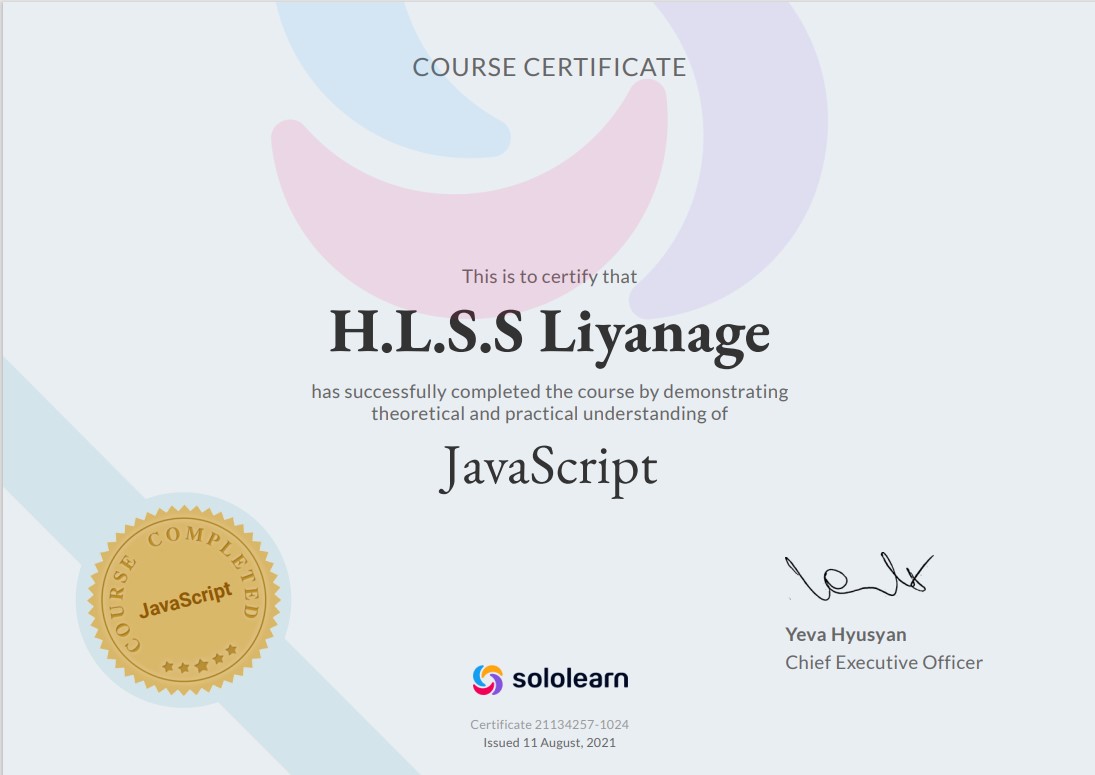 COURSE CERTIFICATE
This is to certify that
H.L.S.S Liyanage
has successfully completed the course by demonstrating
theoretical and practical understanding of
JavaScript
COURSE COMPLETED
JavaScript
Yeva Hyusyan
Chief Executive Officer
sololearn
Certificate 21134257-1024
Issued 11 August, 2021